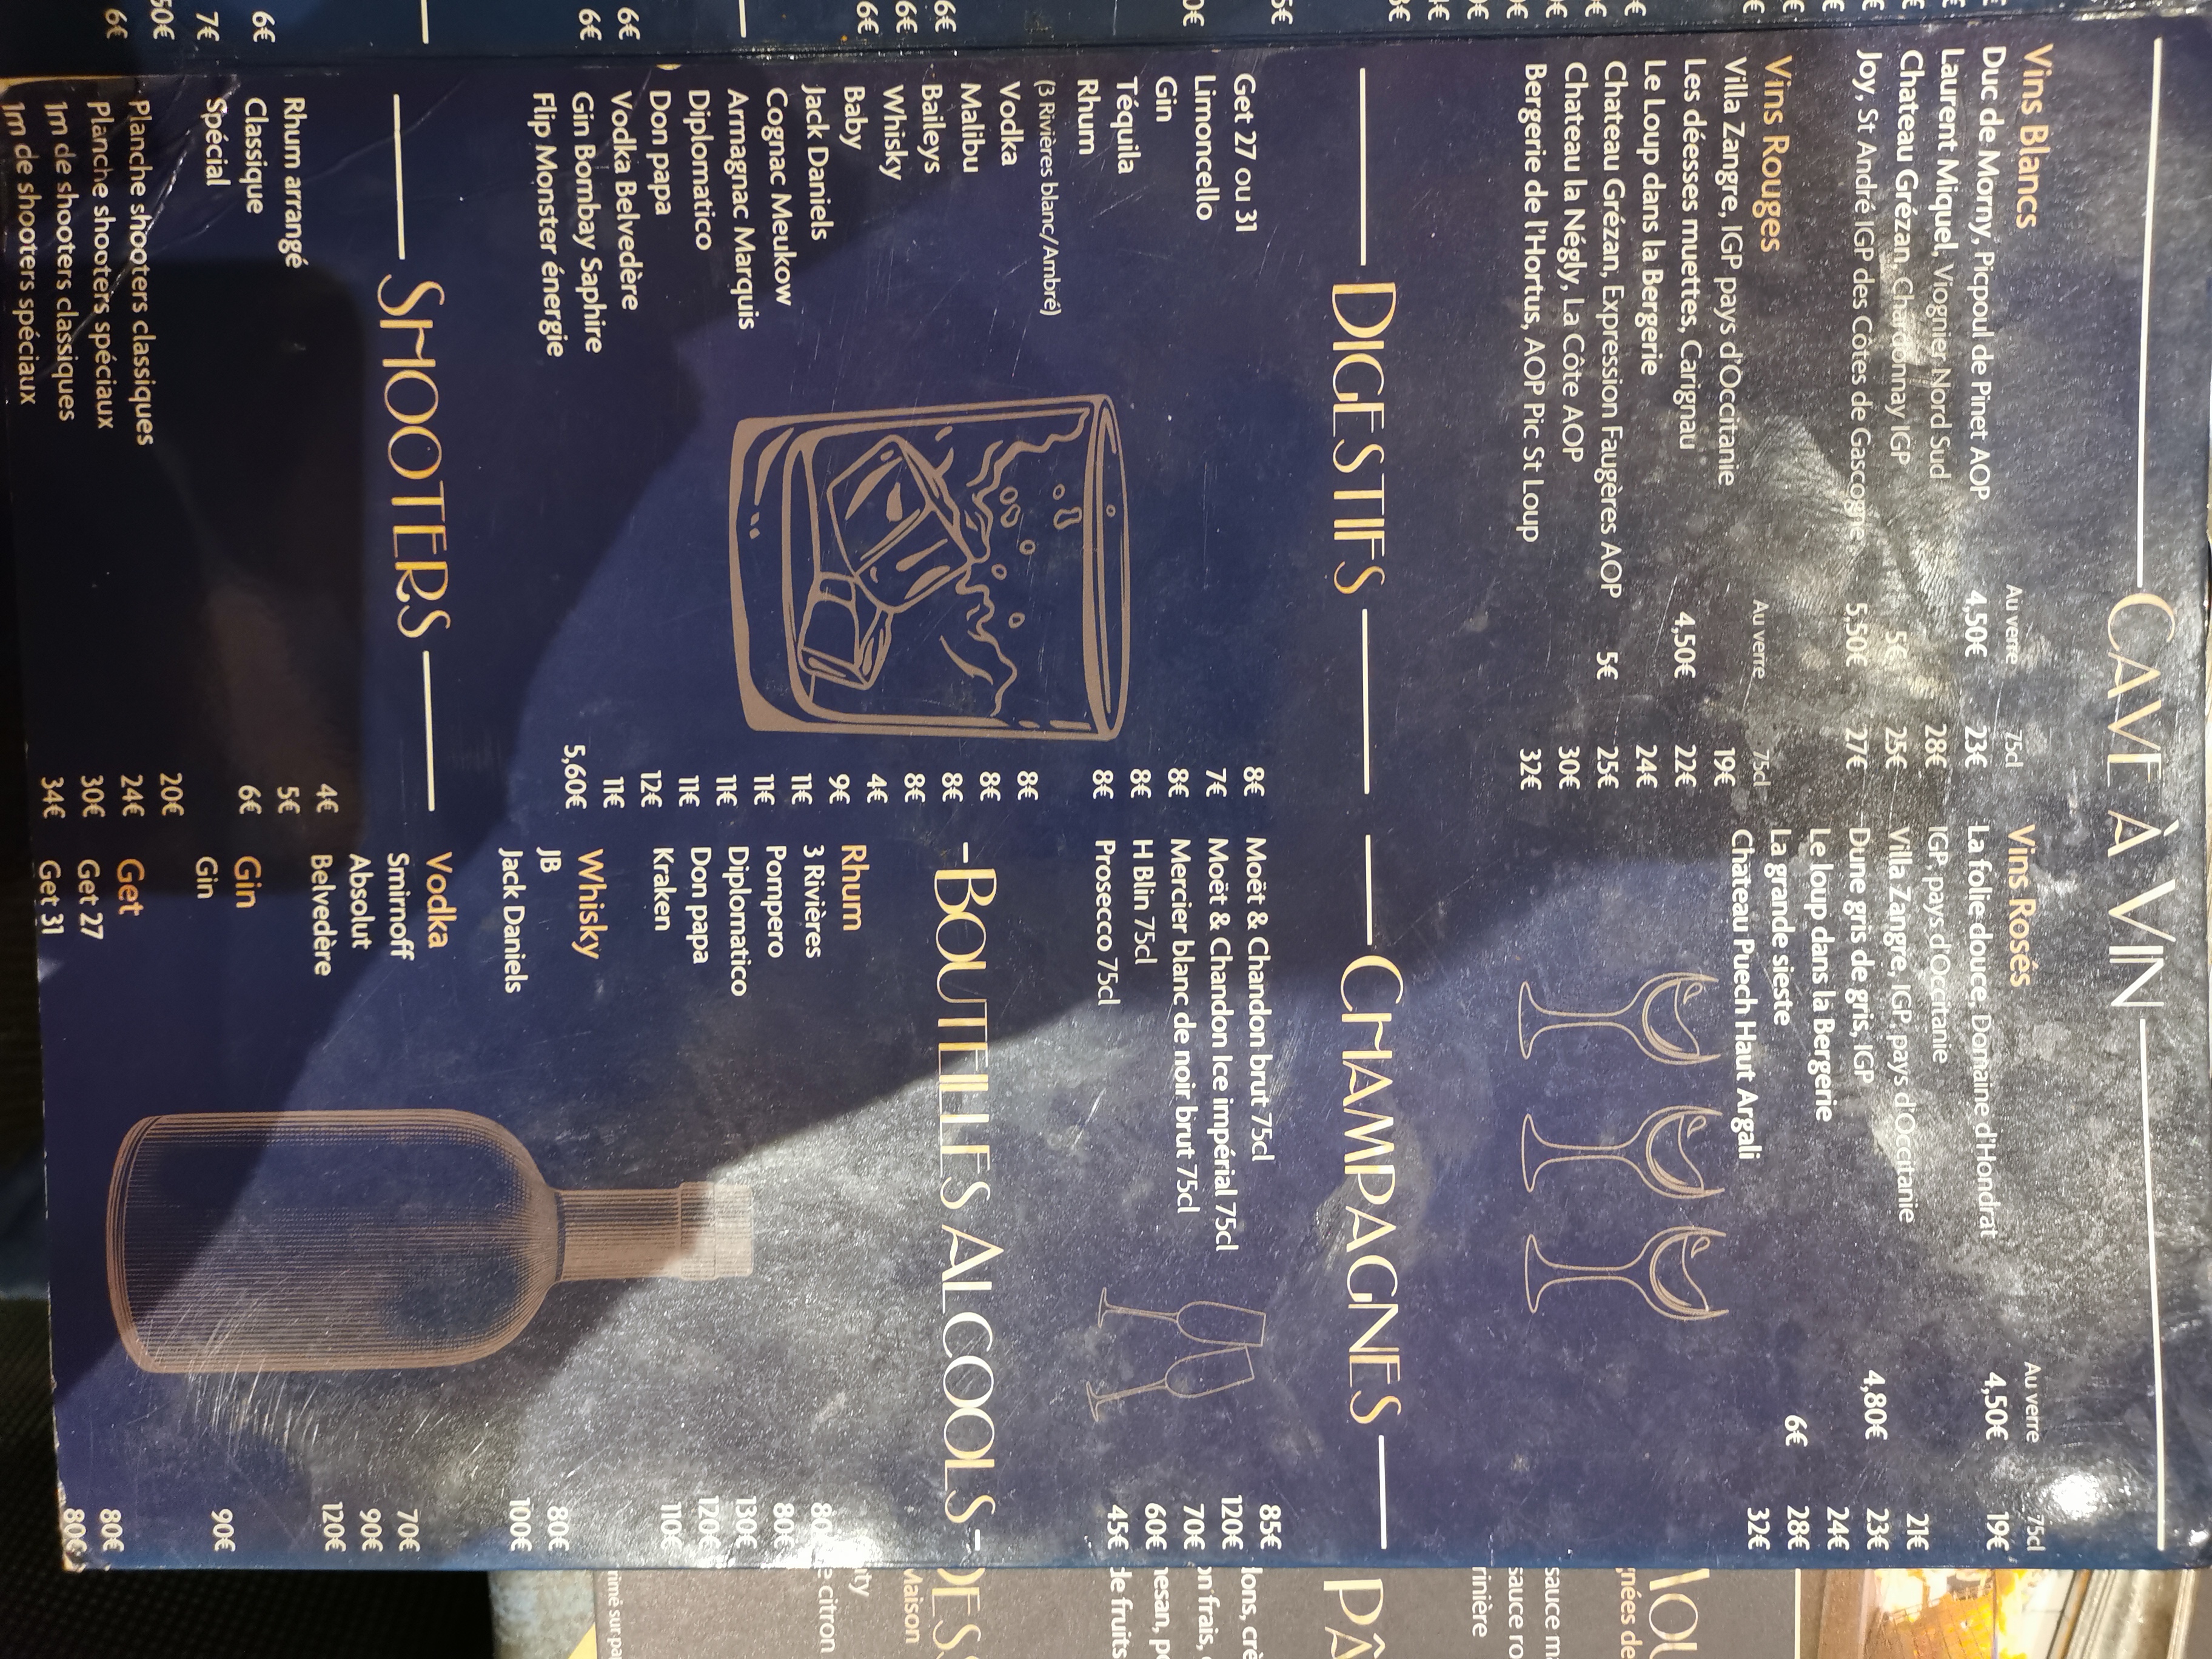 CAVE À VIN
Vins Blancs
Au verre 75cl
Duc de Morny, Picpoul de Pinet AOP 4,50€ 23€
Laurent Miquel, Viognier Nord Sud 28€
Chateau Grézan, Chardonnay IGP 5€ 25€
Joy, St André IGP des Côtes de Gascogne 5,50€ 27€
Vins Rouges Au verre 75cl
Villa Zangre, IGP pays d'Occitanie 19€
Les déesses muettes, Carignau 4,50€ 22€
Le Loup dans la Bergerie 24€
Chateau Grézan, Expression Faugères AOP 5€ 25€
Chateau la Négly, La Côte AOP 30€
Bergerie de l'Hortus, AOP Pic St Loup 32€
Vins Rosés Au verre 75cl
La folie douce, Domaine d'Hondrat 4,50€ 19€
IGP, pays d'Occitanie
Villa Zangre, IGP, pays d'Occitanie 21€
Dune gris de gris, IGP 4,80€ 23€
Le loup dans la Bergerie 24€
La grande sieste 6€ 28€
Chateau Puech Haut Argali 32€
DIGESTIFS
Get 27 ou 31 8€
Limoncello 7€
Gin 8€
Téquila 8€
Rhum 8€
(3 Rivières blanc/Ambré)
Vodka 8€
Malibu 8€
Baileys 8€
Whisky 8€
Baby 4€
Jack Daniels 9€
Cognac Meukow 11€
Armagnac Marquis 11€
Diplomatico 11€
Don papa 11€
Vodka Belvedère 12€
Gin Bombay Saphire 11€
Flip Monster énergie 5,60€
SHOOTERS
Rhum arrangé 4€
Classique 5€
Spécial 6€
Planche shooters classiques 20€
Planche shooters spéciaux 24€
1m de shooters classiques 30€
1m de shooters spéciaux 34€
CHAMPAGNES
Moët & Chandon brut 75cl 85€
Moët & Chandon Ice impérial 75cl 120€
Mercier blanc de noir brut 75cl 70€
H Blin 75cl 60€
Prosecco 75cl 45€
-BOUTEILLES ALCOOLS-
Rhum
3 Rivières 80€
Pompero 80€
Diplomatico 130€
Don papa 120€
Kraken 110€
Whisky
JB 80€
Jack Daniels 100€
Vodka
Smirnoff 70€
Absolut 90€
Belvedère 120€
Gin
Gin 90€
Get
Get 27 80€
Get 31 80€
sauce
rinière
PÂ
de fruits
citron
Maison